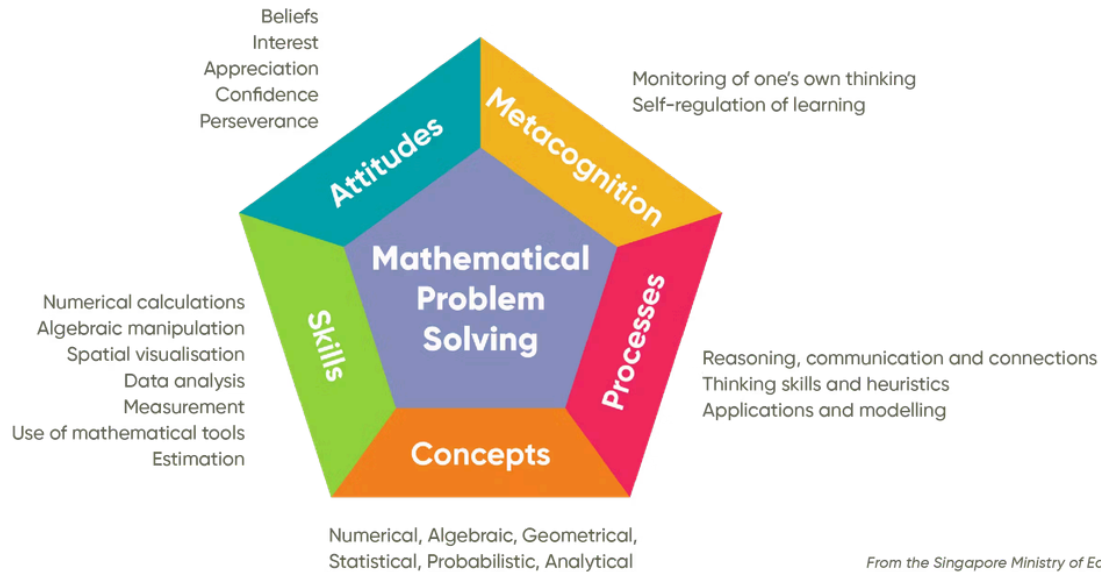 Beliefs
Interest
Appreciation
Confidence
Perseverance
Attitudes
Metacognition
Monitoring of one's own thinking
Self-regulation of learning
Mathematical
Problem
Solving
Numerical calculations
Algebraic manipulation
Spatial visualisation
Data analysis
Measurement
Use of mathematical tools
Estimation
Skills
Processes
Reasoning, communication and connections
Thinking skills and heuristics
Applications and modelling
Concepts
Numerical, Algebraic, Geometrical,
Statistical, Probabilistic, Analytical
From the Singapore Ministry of